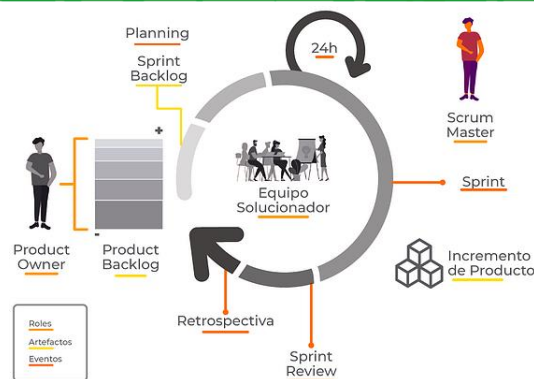 Planning
Sprint
Backlog
24h
Scrum
Master
+
Equipo
Solucionador
Sprint
-
Product
Owner
Product
Backlog
Incremento
de Producto
Retrospectiva
Sprint
Review
Roles
Artefactos
Eventos